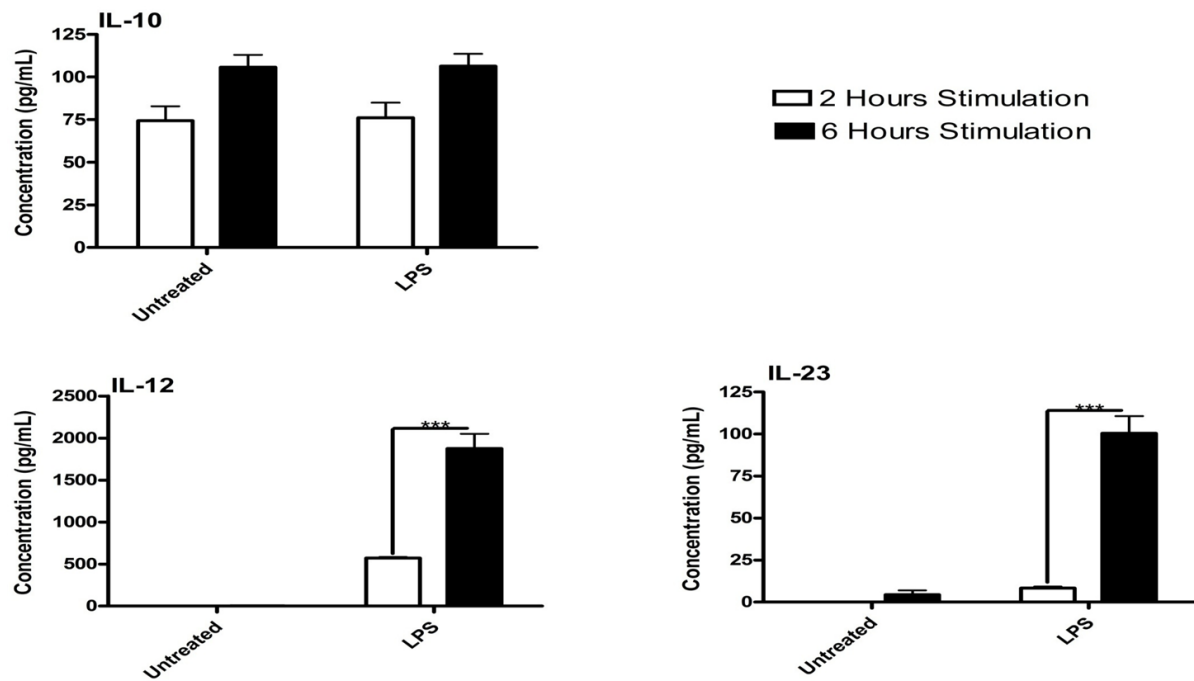 IL-10
Concentration (pg/mL)
125
100
75
50
25
0
Untreated
LPS
2 Hours Stimulation
6 Hours Stimulation
IL-12
Concentration (pg/mL)
2500
2000
1500
1000
500
0
***
Untreated
LPS
IL-23
Concentration (pg/mL)
125
100
75
50
25
0
***
Untreated
LPS